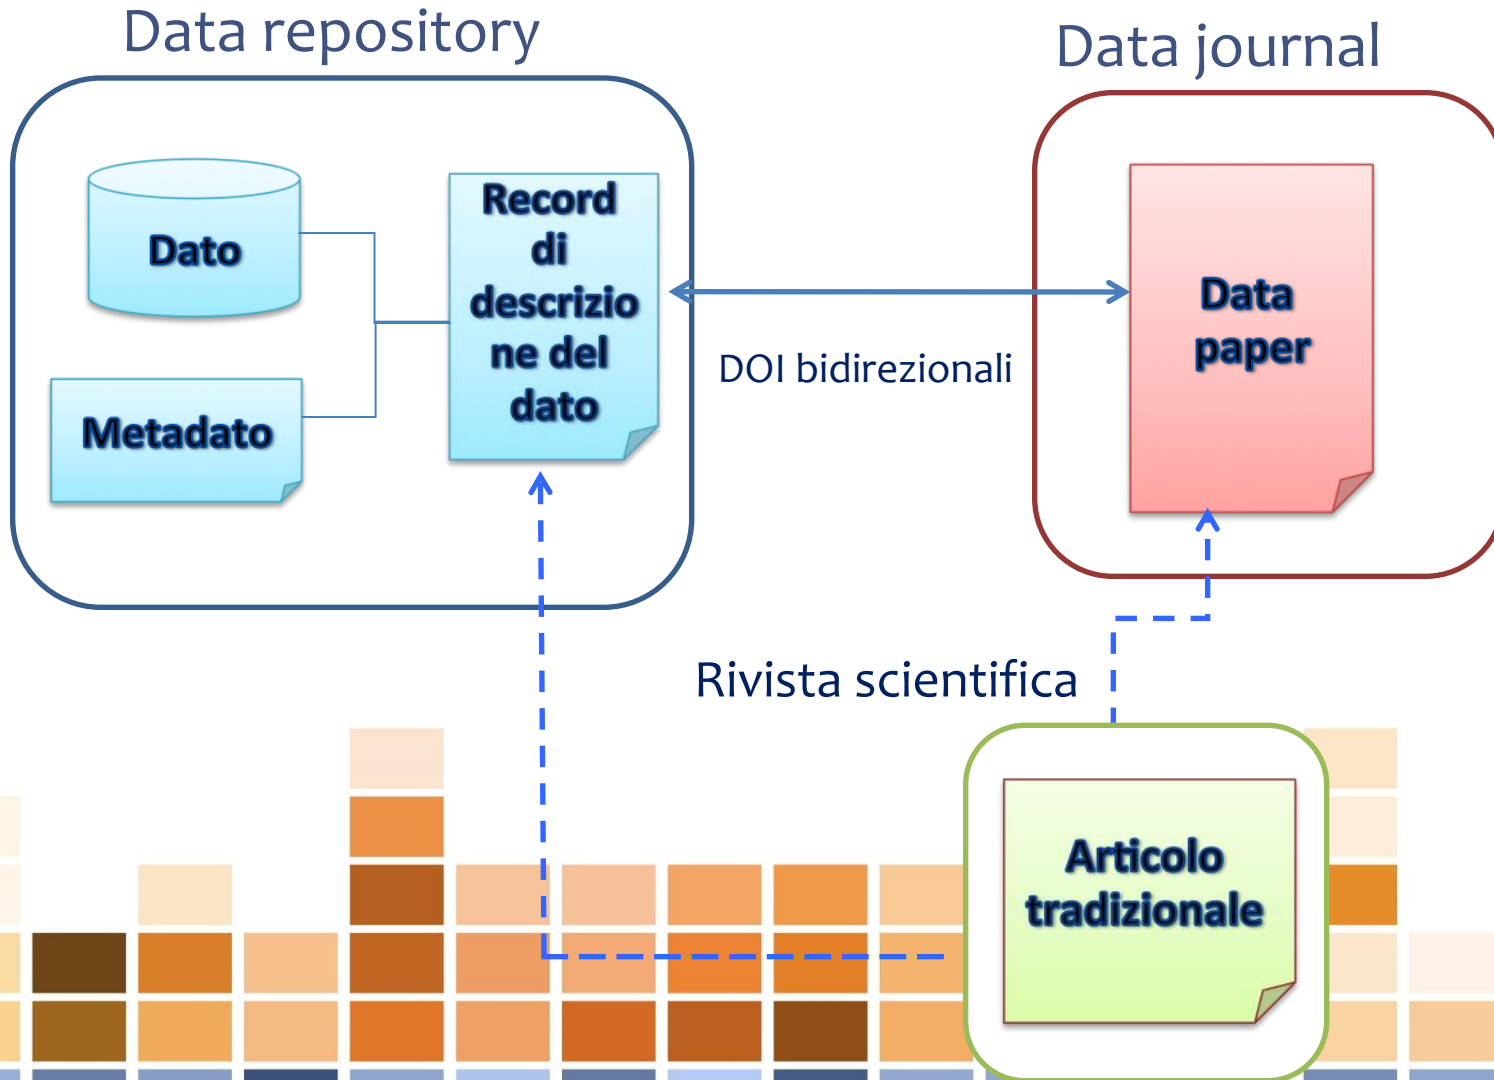 Data repository
Data journal
Dato
Metadato
Record
di
descrizio
ne del
dato
DOI bidirezionali
Data
paper
Rivista scientifica
Articolo
tradizionale